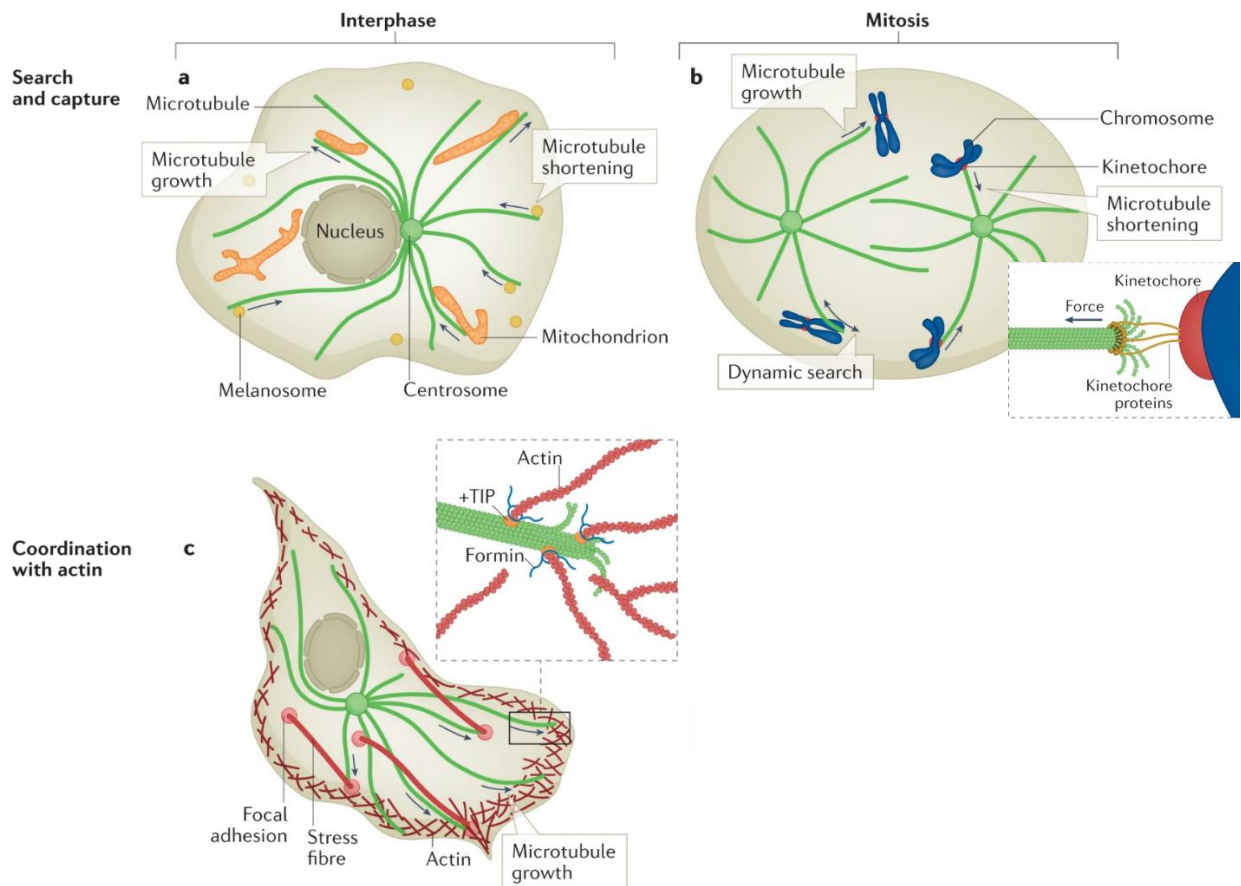 Interphase
Mitosis
Search
and capture
a
Microtubule
Microtubule
growth
Microtubule
shortening
Nucleus
Mitochondrion
Melanosome
Centrosome
b
Microtubule
growth
Chromosome
Kinetochore
Microtubule
shortening
Dynamic search
Kinetochore
Force
Kinetochore
proteins
Coordination
with actin
c
Actin
+TIP
Formin
Focal
adhesion
Stress
fibre
Actin
Microtubule
growth